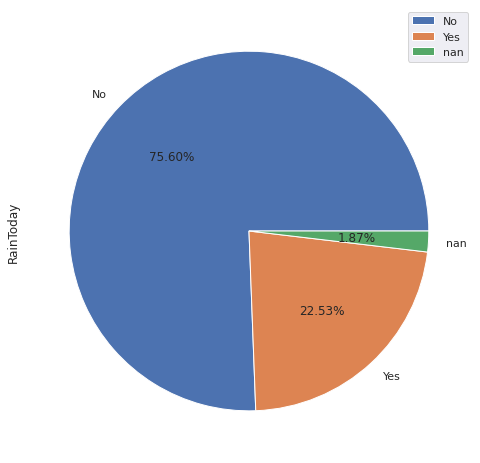 No
Yes
nan
No
75.60%
RainToday
1.87%
nan
22.53%
Yes